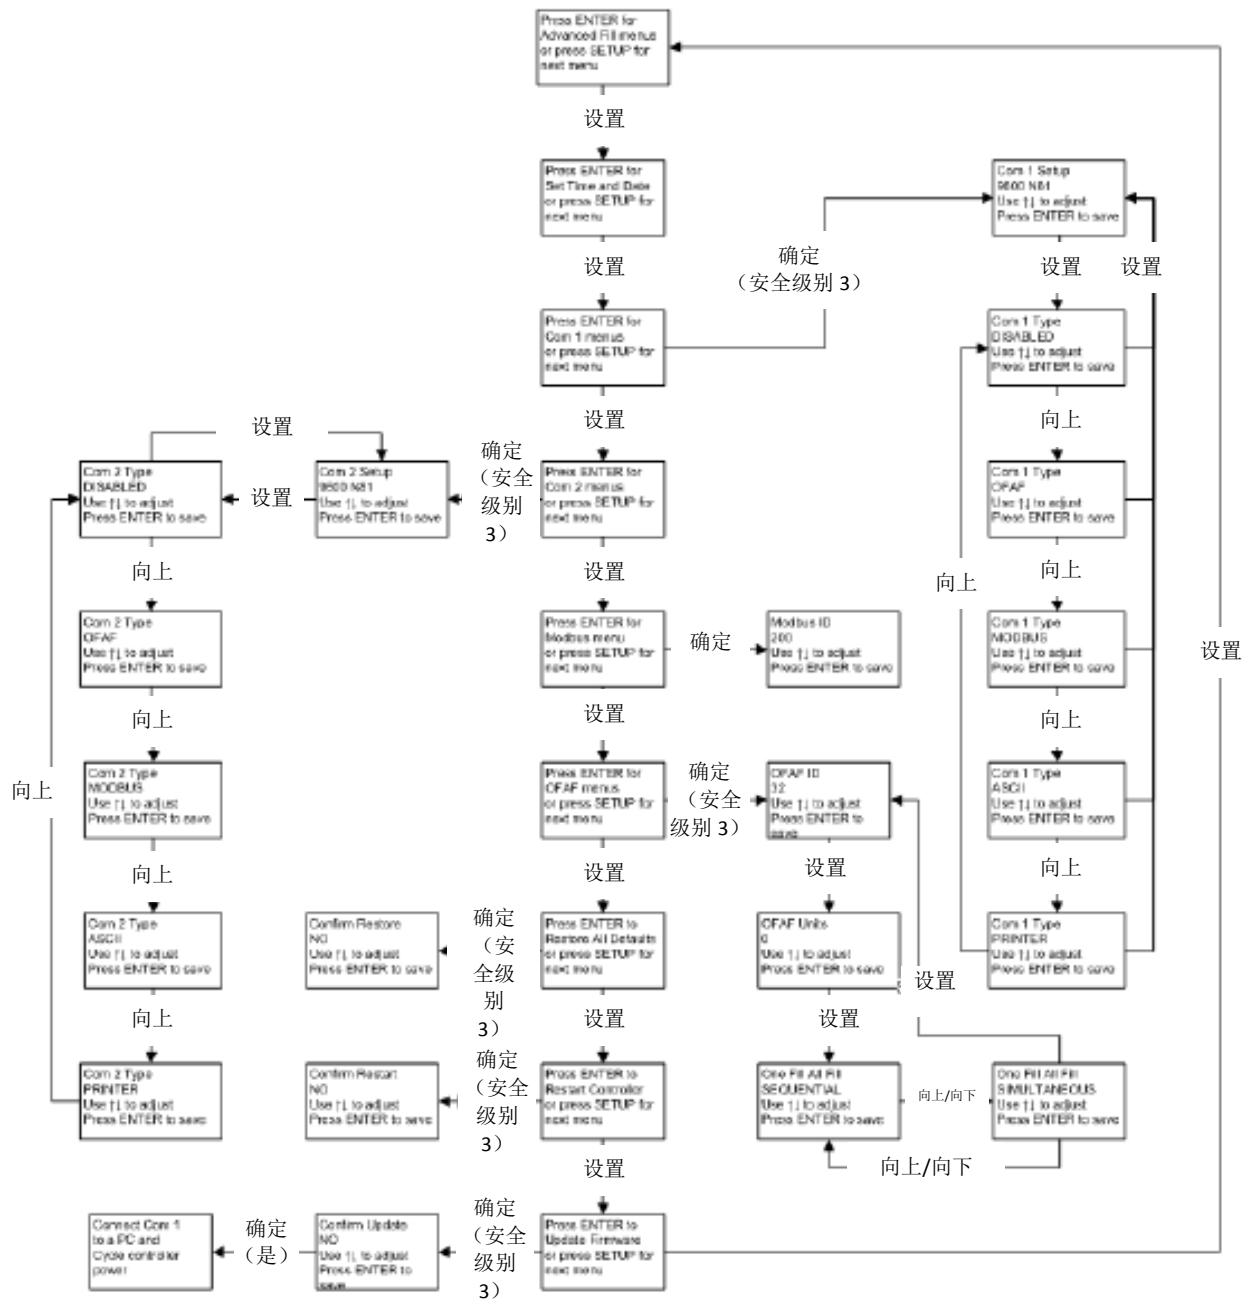 Press ENTER for
Advanced Fill menus
or press SETUP for
next menu
设置
Press ENTER for
Set Time and Date
or press SETUP for
next menu
Com 1 Setup
9600 N81
Use ↑↓ to adjust
Press ENTER to save
设置
确定
（安全级别 3）
设置
设置
Press ENTER for
Com 1 menus
or press SETUP for
next menu
Com 1 Type
DISABLED
Use ↑↓ to adjust
Press ENTER to save
设置
向上
设置
Com 2 Type
DISABLED
Use ↑↓ to adjust
Press ENTER to save
设置
Com 2 Setup
9600 N81
Use ↑↓ to adjust
Press ENTER to save
确定
（安全
级别
3）
Press ENTER for
Com 2 menus
or press SETUP for
next menu
Com 1 Type
OFAF
Use ↑↓ to adjust
Press ENTER to save
向上
设置
向上
向上
Com 2 Type
OFAF
Use ↑↓ to adjust
Press ENTER to save
Press ENTER for
Modbus menu
or press SETUP for
next menu
确定
Modbus ID
200
Use ↑↓ to adjust
Press ENTER to save
Com 1 Type
MODBUS
Use ↑↓ to adjust
Press ENTER to save
设置
向上
设置
向上
向上
Com 2 Type
MODBUS
Use ↑↓ to adjust
Press ENTER to save
Press ENTER for
OFAF menus
or press SETUP for
next menu
确定
（安全
级别 3）
OFAF ID
32
Use ↑↓ to adjust
Press ENTER to
save
Com 1 Type
ASCII
Use ↑↓ to adjust
Press ENTER to save
向上
设置
设置
向上
Com 2 Type
ASCII
Use ↑↓ to adjust
Press ENTER to save
Confirm Restore
NO
Use ↑↓ to adjust
Press ENTER to save
确定
（安
全级
别
3）
Press ENTER to
Restore All Defaults
or press SETUP for
next menu
OFAF Units
0
Use ↑↓ to adjust
Press ENTER to save
设置
Com 1 Type
PRINTER
Use ↑↓ to adjust
Press ENTER to save
向上
设置
设置
Com 2 Type
PRINTER
Use ↑↓ to adjust
Press ENTER to save
Confirm Restart
NO
Use ↑↓ to adjust
Press ENTER to save
确定
（安全
级别
3）
Press ENTER to
Restart Controller
or press SETUP for
next menu
One Fill All Fill
SEQUENTIAL
Use ↑↓ to adjust
Press ENTER to save
向上/向下
One Fill All Fill
SIMULTANEOUS
Use ↑↓ to adjust
Press ENTER to save
设置
向上/向下
Connect Com 1
to a PC and
Cycle controller
power
确定
（是）
Confirm Update
NO
Use ↑↓ to adjust
Press ENTER to
save
确定
（安全
级别
3）
Press ENTER to
Update Firmware
or press SETUP for
next menu